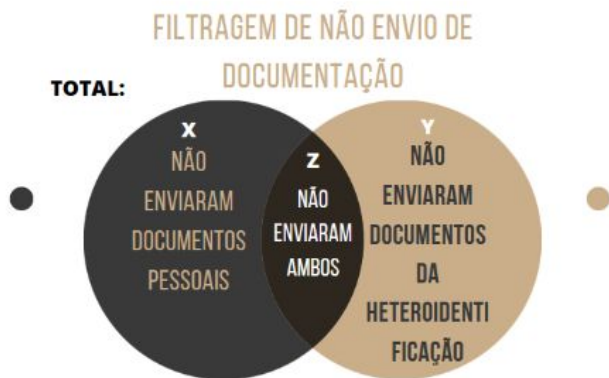 FILTRAGEM DE NÃO ENVIO DE
DOCUMENTAÇÃO
TOTAL:
X
NÃO
ENVIARAM
DOCUMENTOS
PESSOAIS
Z
NÃO
ENVIARAM
AMBOS
Y
NÃO
ENVIARAM
DOCUMENTOS
DA
HETEROIDENTI
FICAÇÃO